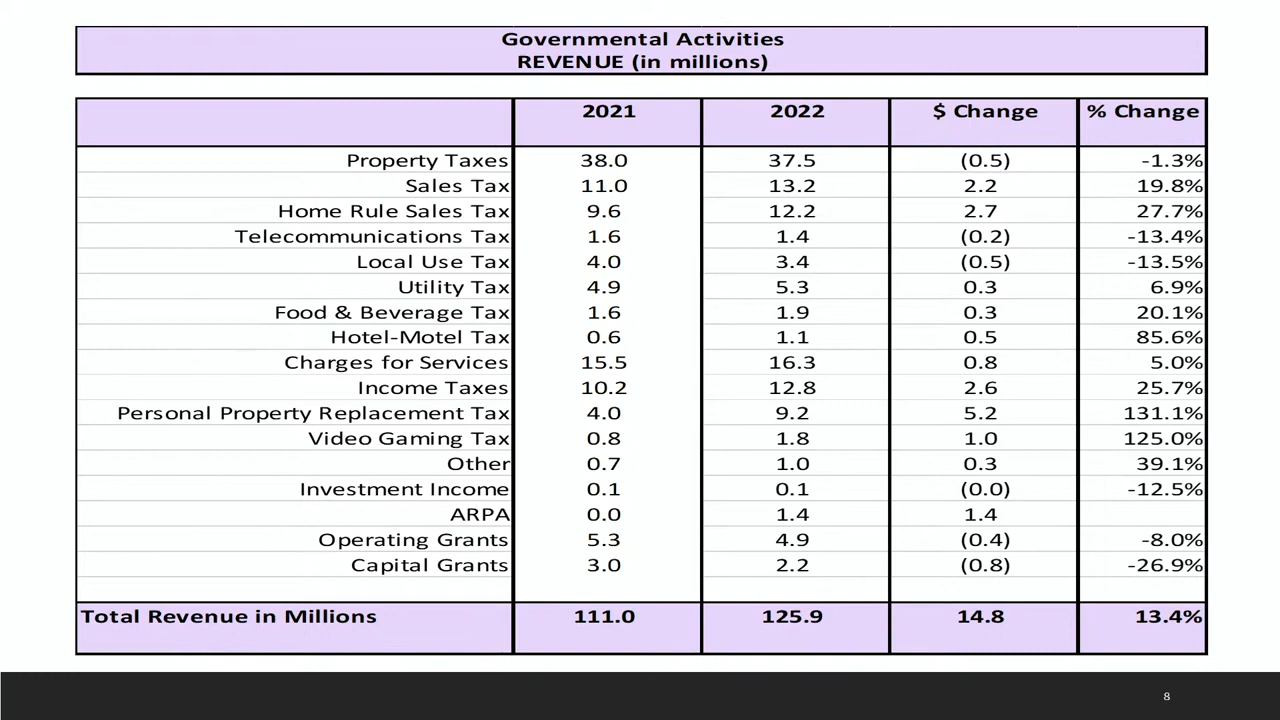 Governmental Activities
REVENUE (in millions)
2021 2022 $ Change % Change
Property Taxes 38.0 37.5 (0.5) -1.3%
Sales Tax 11.0 13.2 2.2 19.8%
Home Rule Sales Tax 9.6 12.2 2.7 27.7%
Telecommunications Tax 1.6 1.4 (0.2) -13.4%
Local Use Tax 4.0 3.4 (0.5) -13.5%
Utility Tax 4.9 5.3 0.3 6.9%
Food & Beverage Tax 1.6 1.9 0.3 20.1%
Hotel-Motel Tax 0.6 1.1 0.5 85.6%
Charges for Services 15.5 16.3 0.8 5.0%
Income Taxes 10.2 12.8 2.6 25.7%
Personal Property Replacement Tax 4.0 9.2 5.2 131.1%
Video Gaming Tax 0.8 1.8 1.0 125.0%
Other 0.7 1.0 0.3 39.1%
Investment Income 0.1 0.1 (0.0) -12.5%
ARPA 0.0 1.4 1.4
Operating Grants 5.3 4.9 (0.4) -8.0%
Capital Grants 3.0 2.2 (0.8) -26.9%
Total Revenue in Millions 111.0 125.9 14.8 13.4%
8